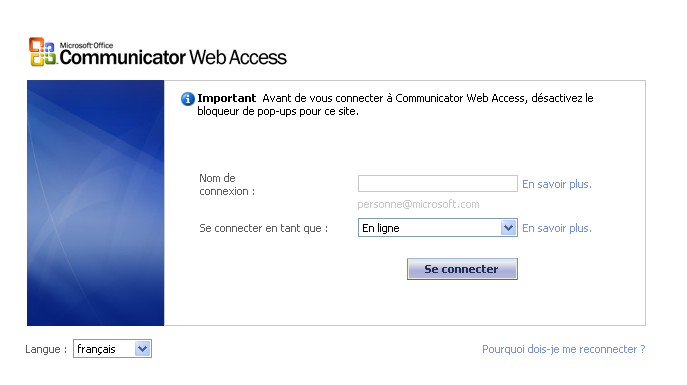 Microsoft Office
Communicator Web Access
Important Avant de vous connecter à Communicator Web Access, désactivez le
bloqueur de pop-ups pour ce site.
Nom de
connexion :
En savoir plus.
personne@microsoft.com
Se connecter en tant que : En ligne En savoir plus.
Se connecter
Langue : français Pourquoi dois-je me reconnecter ?